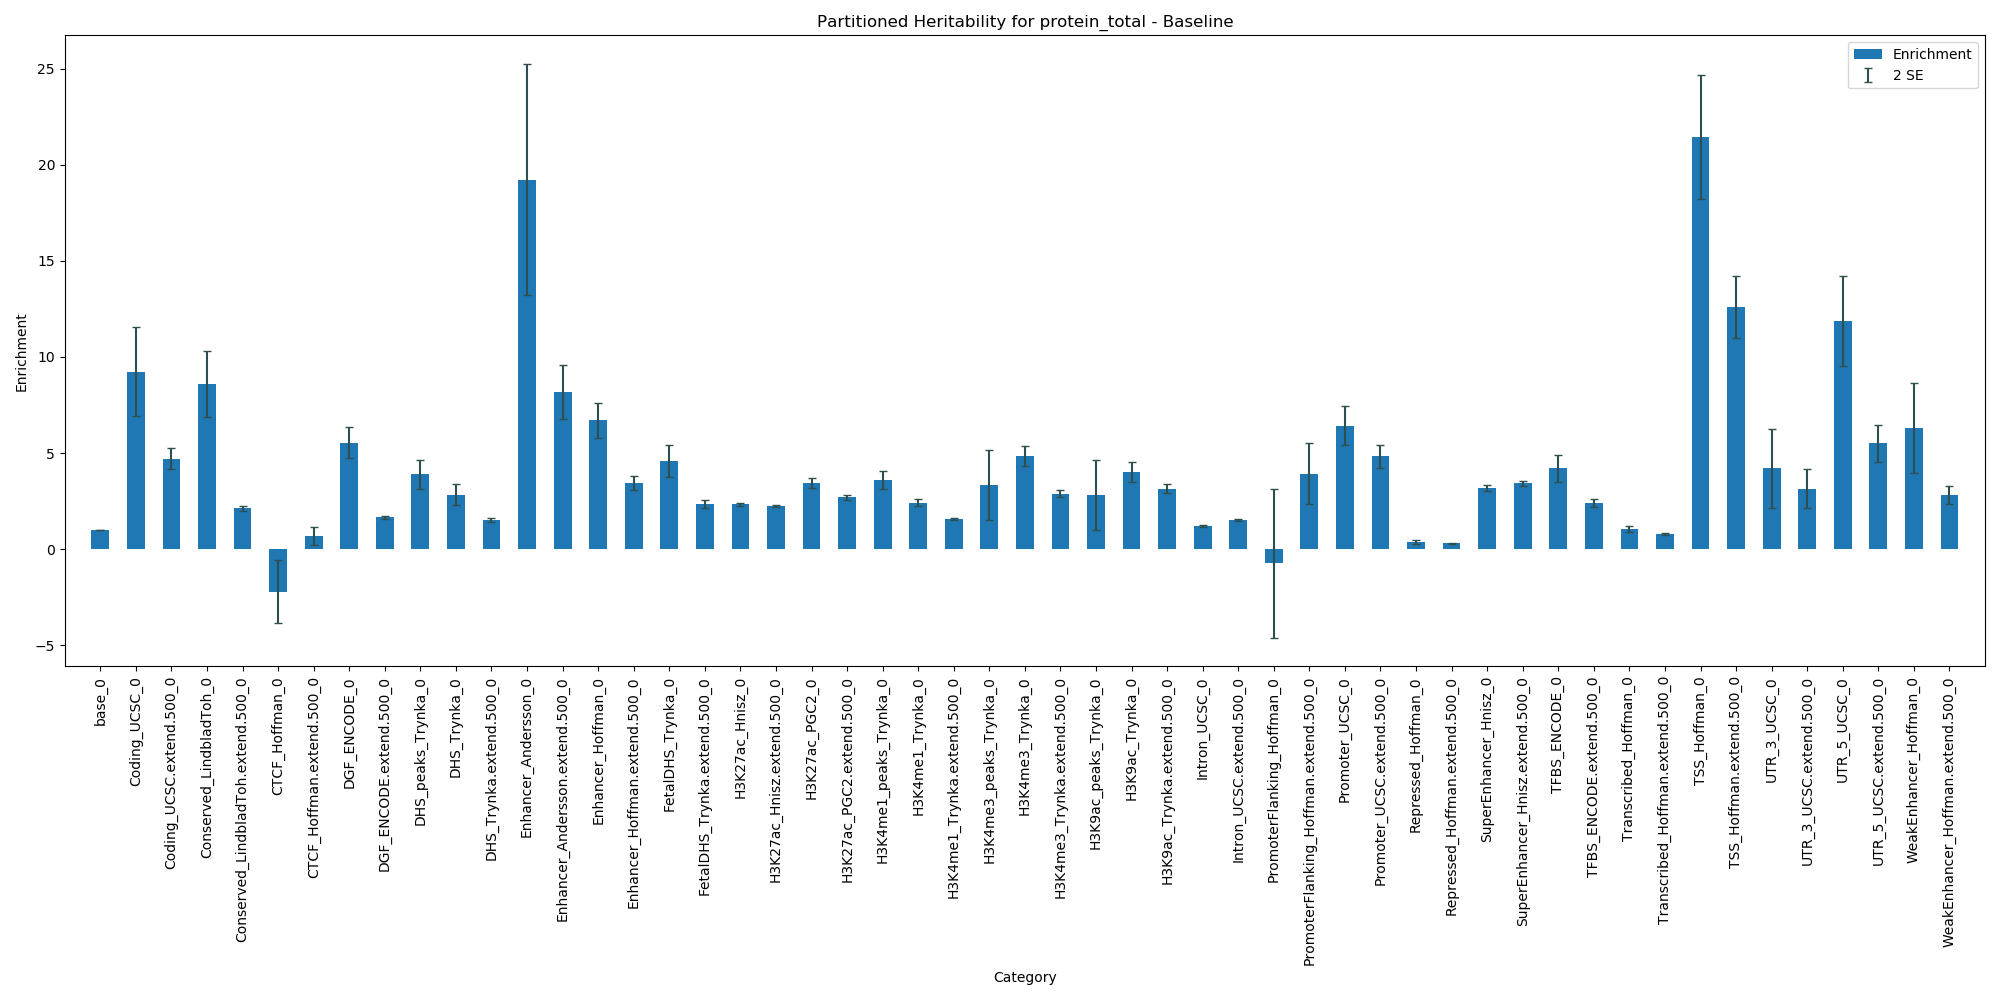 Partitioned Heritability for protein_total - Baseline
Enrichment
2 SE
25
20
15
10
5
0
−5
Enrichment
base_0
Coding_UCSC_0
Coding_UCSC.extend.500_0
Conserved_LindbladToh_0
Conserved_LindbladToh.extend.500_0
CTCF_Hoffman_0
CTCF_Hoffman.extend.500_0
DGF_ENCODE_0
DGF_ENCODE.extend.500_0
DHS_peaks_Trynka_0
DHS_Trynka_0
DHS_Trynka.extend.500_0
Enhancer_Andersson_0
Enhancer_Andersson.extend.500_0
Enhancer_Hoffman_0
Enhancer_Hoffman.extend.500_0
FetalDHS_Trynka_0
FetalDHS_Trynka.extend.500_0
H3K27ac_Hnisz_0
H3K27ac_Hnisz.extend.500_0
H3K27ac_PGC2_0
H3K27ac_PGC2.extend.500_0
H3K4me1_peaks_Trynka_0
H3K4me1_Trynka_0
H3K4me1_Trynka.extend.500_0
H3K4me3_peaks_Trynka_0
H3K4me3_Trynka_0
H3K4me3_Trynka.extend.500_0
H3K9ac_peaks_Trynka_0
H3K9ac_Trynka_0
H3K9ac_Trynka.extend.500_0
Intron_UCSC_0
Intron_UCSC.extend.500_0
PromoterFlanking_Hoffman_0
PromoterFlanking_Hoffman.extend.500_0
Promoter_UCSC_0
Promoter_UCSC.extend.500_0
Repressed_Hoffman_0
Repressed_Hoffman.extend.500_0
SuperEnhancer_Hnisz_0
SuperEnhancer_Hnisz.extend.500_0
TFBS_ENCODE_0
TFBS_ENCODE.extend.500_0
Transcribed_Hoffman_0
Transcribed_Hoffman.extend.500_0
TSS_Hoffman_0
TSS_Hoffman.extend.500_0
UTR_3_UCSC_0
UTR_3_UCSC.extend.500_0
UTR_5_UCSC_0
UTR_5_UCSC.extend.500_0
WeakEnhancer_Hoffman_0
WeakEnhancer_Hoffman.extend.500_0
Category